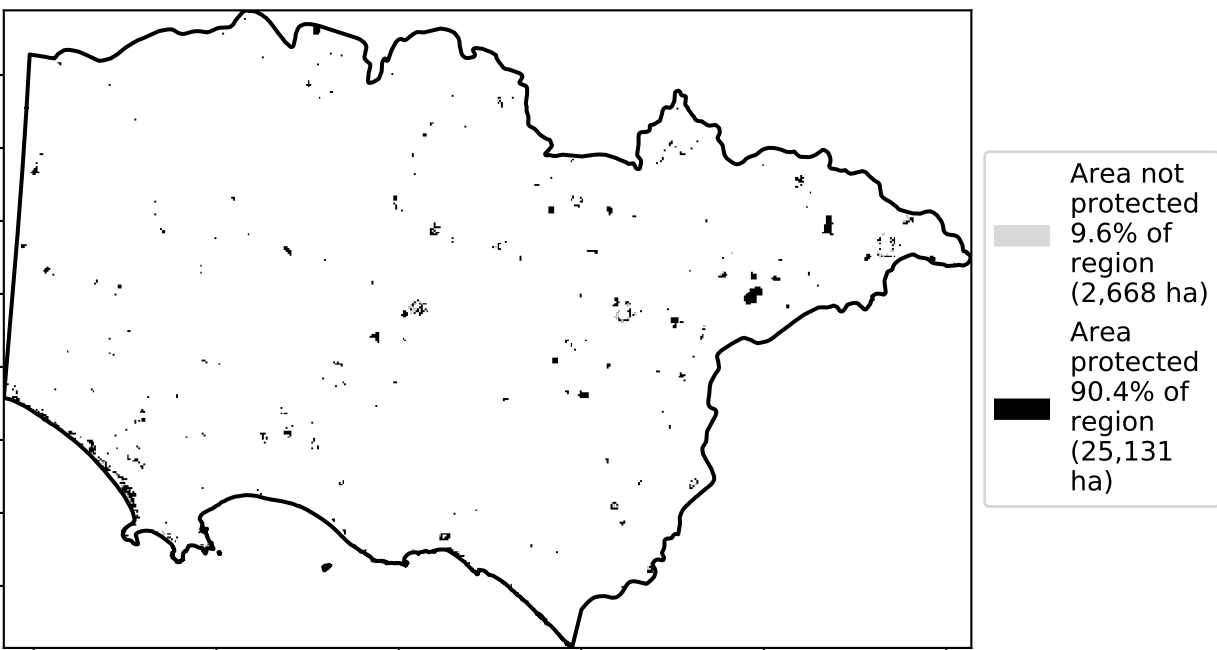 Area not
protected
9.6% of
region
(2,668 ha)
Area
protected
90.4% of
region
(25,131
ha)